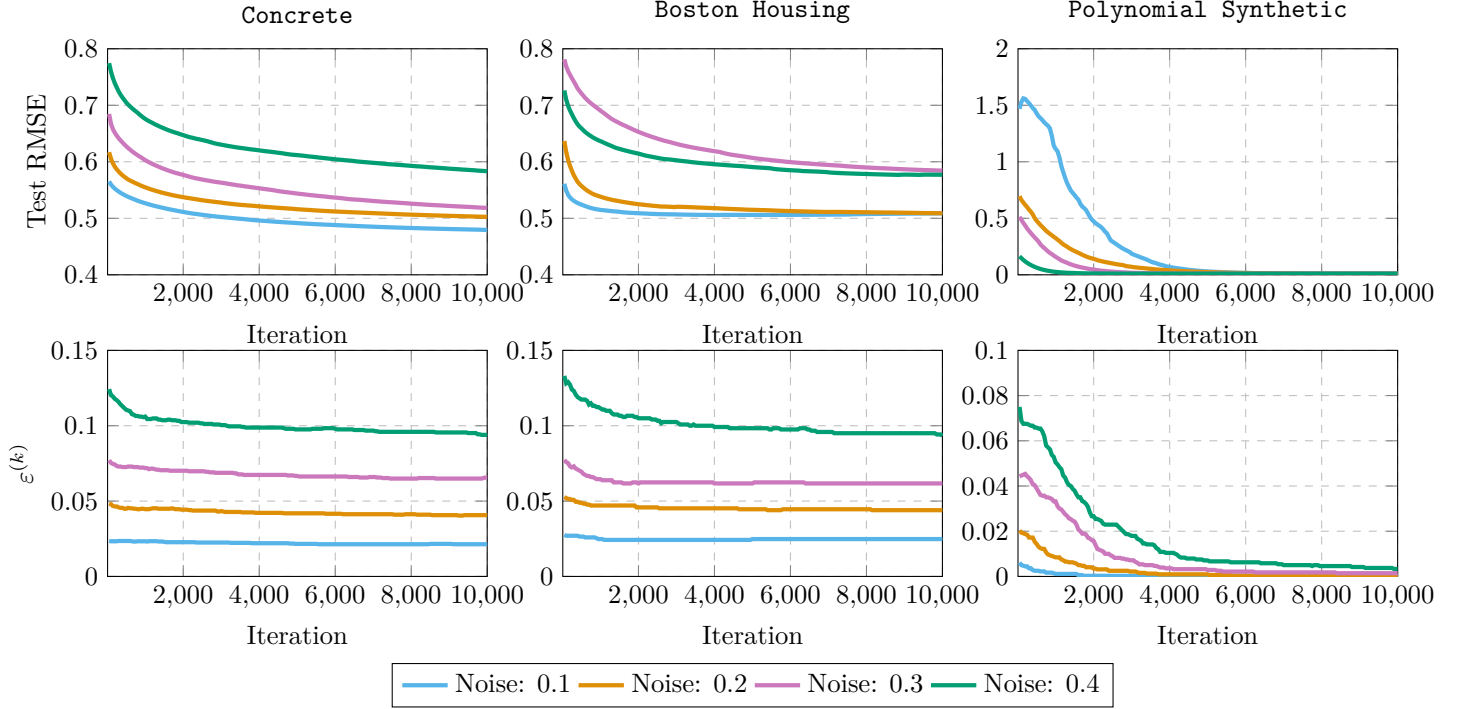 Concrete
Boston Housing
Polynomial Synthetic
Test RMSE
0.8
0.7
0.6
0.5
0.4
2,000 4,000 6,000 8,000 10,000
Iteration
0.8
0.7
0.6
0.5
0.4
2,000 4,000 6,000 8,000 10,000
Iteration
2
1.5
1
0.5
0
2,000 4,000 6,000 8,000 10,000
Iteration
ε^{(k)}
0.15
0.1
0.05
0
2,000 4,000 6,000 8,000 10,000
Iteration
0.15
0.1
0.05
0
2,000 4,000 6,000 8,000 10,000
Iteration
0.1
0.08
0.06
0.04
0.02
0
2,000 4,000 6,000 8,000 10,000
Iteration
Noise: 0.1 Noise: 0.2 Noise: 0.3 Noise: 0.4